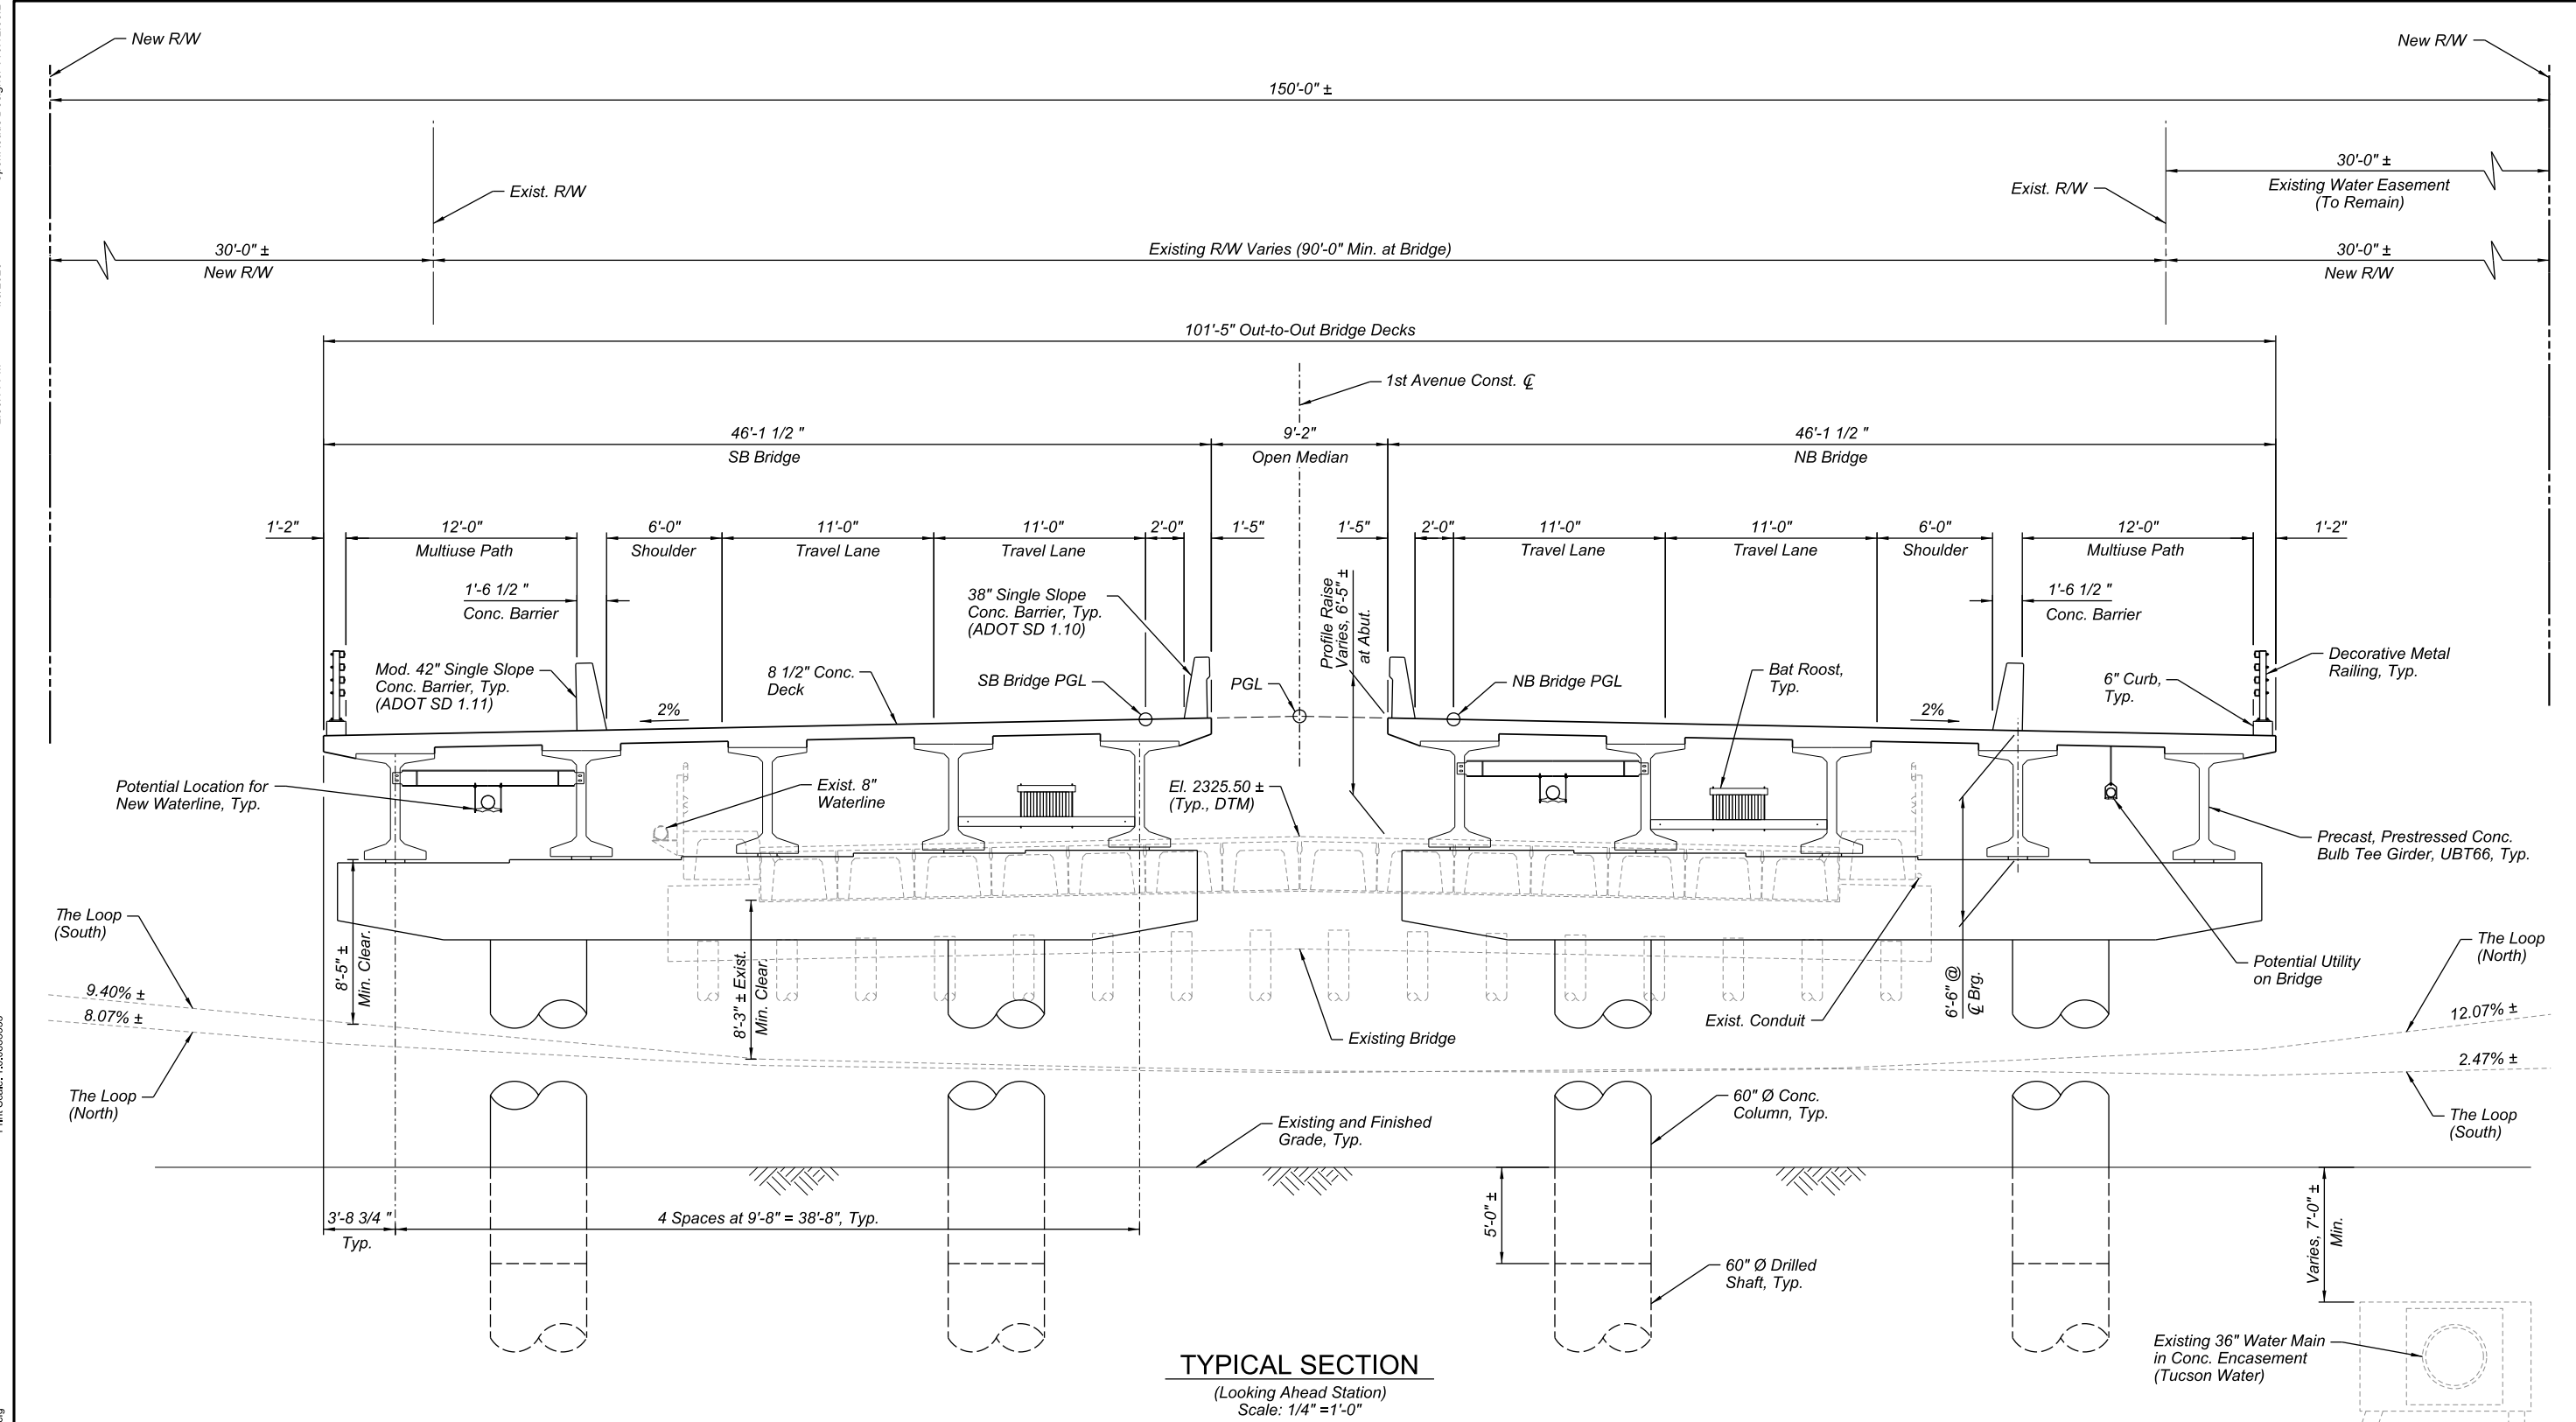 New R/W
New R/W
150'-0" ±
30'-0" ±
Existing Water Easement
(To Remain)
Exist. R/W
Exist. R/W
30'-0" ±
New R/W
Existing R/W Varies (90'-0" Min. at Bridge)
30'-0" ±
New R/W
101'-5" Out-to-Out Bridge Decks
1st Avenue Const. ℄
46'-1 1/2 "
SB Bridge
9'-2"
Open Median
46'-1 1/2 "
NB Bridge
1'-2"
12'-0"
Multiuse Path
6'-0"
Shoulder
11'-0"
Travel Lane
11'-0"
Travel Lane
2'-0"
1'-5"
1'-5"
2'-0"
11'-0"
Travel Lane
11'-0"
Travel Lane
6'-0"
Shoulder
12'-0"
Multiuse Path
1'-2"
1'-6 1/2 "
Conc. Barrier
38" Single Slope
Conc. Barrier, Typ.
(ADOT SD 1.10)
Profile Raise
Varies, 6'-5" ±
at Abut.
1'-6 1/2 "
Conc. Barrier
Mod. 42" Single Slope
Conc. Barrier, Typ.
(ADOT SD 1.11)
8 1/2" Conc.
Deck
SB Bridge PGL
PGL
NB Bridge PGL
Bat Roost,
Typ.
6" Curb,
Typ.
Decorative Metal
Railing, Typ.
2%
2%
Potential Location for
New Waterline, Typ.
Exist. 8"
Waterline
El. 2325.50 ±
(Typ., DTM)
Precast, Prestressed Conc.
Bulb Tee Girder, UBT66, Typ.
The Loop
(South)
8'-5" ±
Min. Clear.
8'-3" ± Exist.
Min. Clear.
6'-6" @
℄ Brg.
Potential Utility
on Bridge
The Loop
(North)
9.40% ±
8.07% ±
Existing Bridge
Exist. Conduit
12.07% ±
2.47% ±
The Loop
(North)
60" Ø Conc.
Column, Typ.
The Loop
(South)
Existing and Finished
Grade, Typ.
3'-8 3/4 "
Typ.
4 Spaces at 9'-8" = 38'-8", Typ.
5'-0" ±
Varies, 7'-0" ±
Min.
60" Ø Drilled
Shaft, Typ.
Existing 36" Water Main
in Conc. Encasement
(Tucson Water)
TYPICAL SECTION
(Looking Ahead Station)
Scale: 1/4" =1'-0"